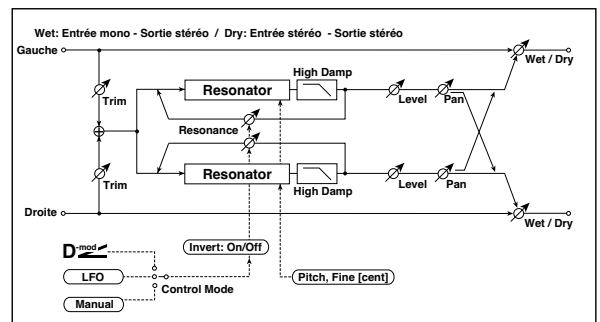 Wet: Entrée mono - Sortie stéréo / Dry: Entrée stéréo - Sortie stéréo
Gauche
Wet / Dry
High Damp
Trim
Resonator
Level
Pan
Resonance
Trim
Resonator
High Damp
Level
Pan
Droite
Wet / Dry
D-mod
Invert: On/Off
LFO
Pitch, Fine [cent]
Control Mode
Manual